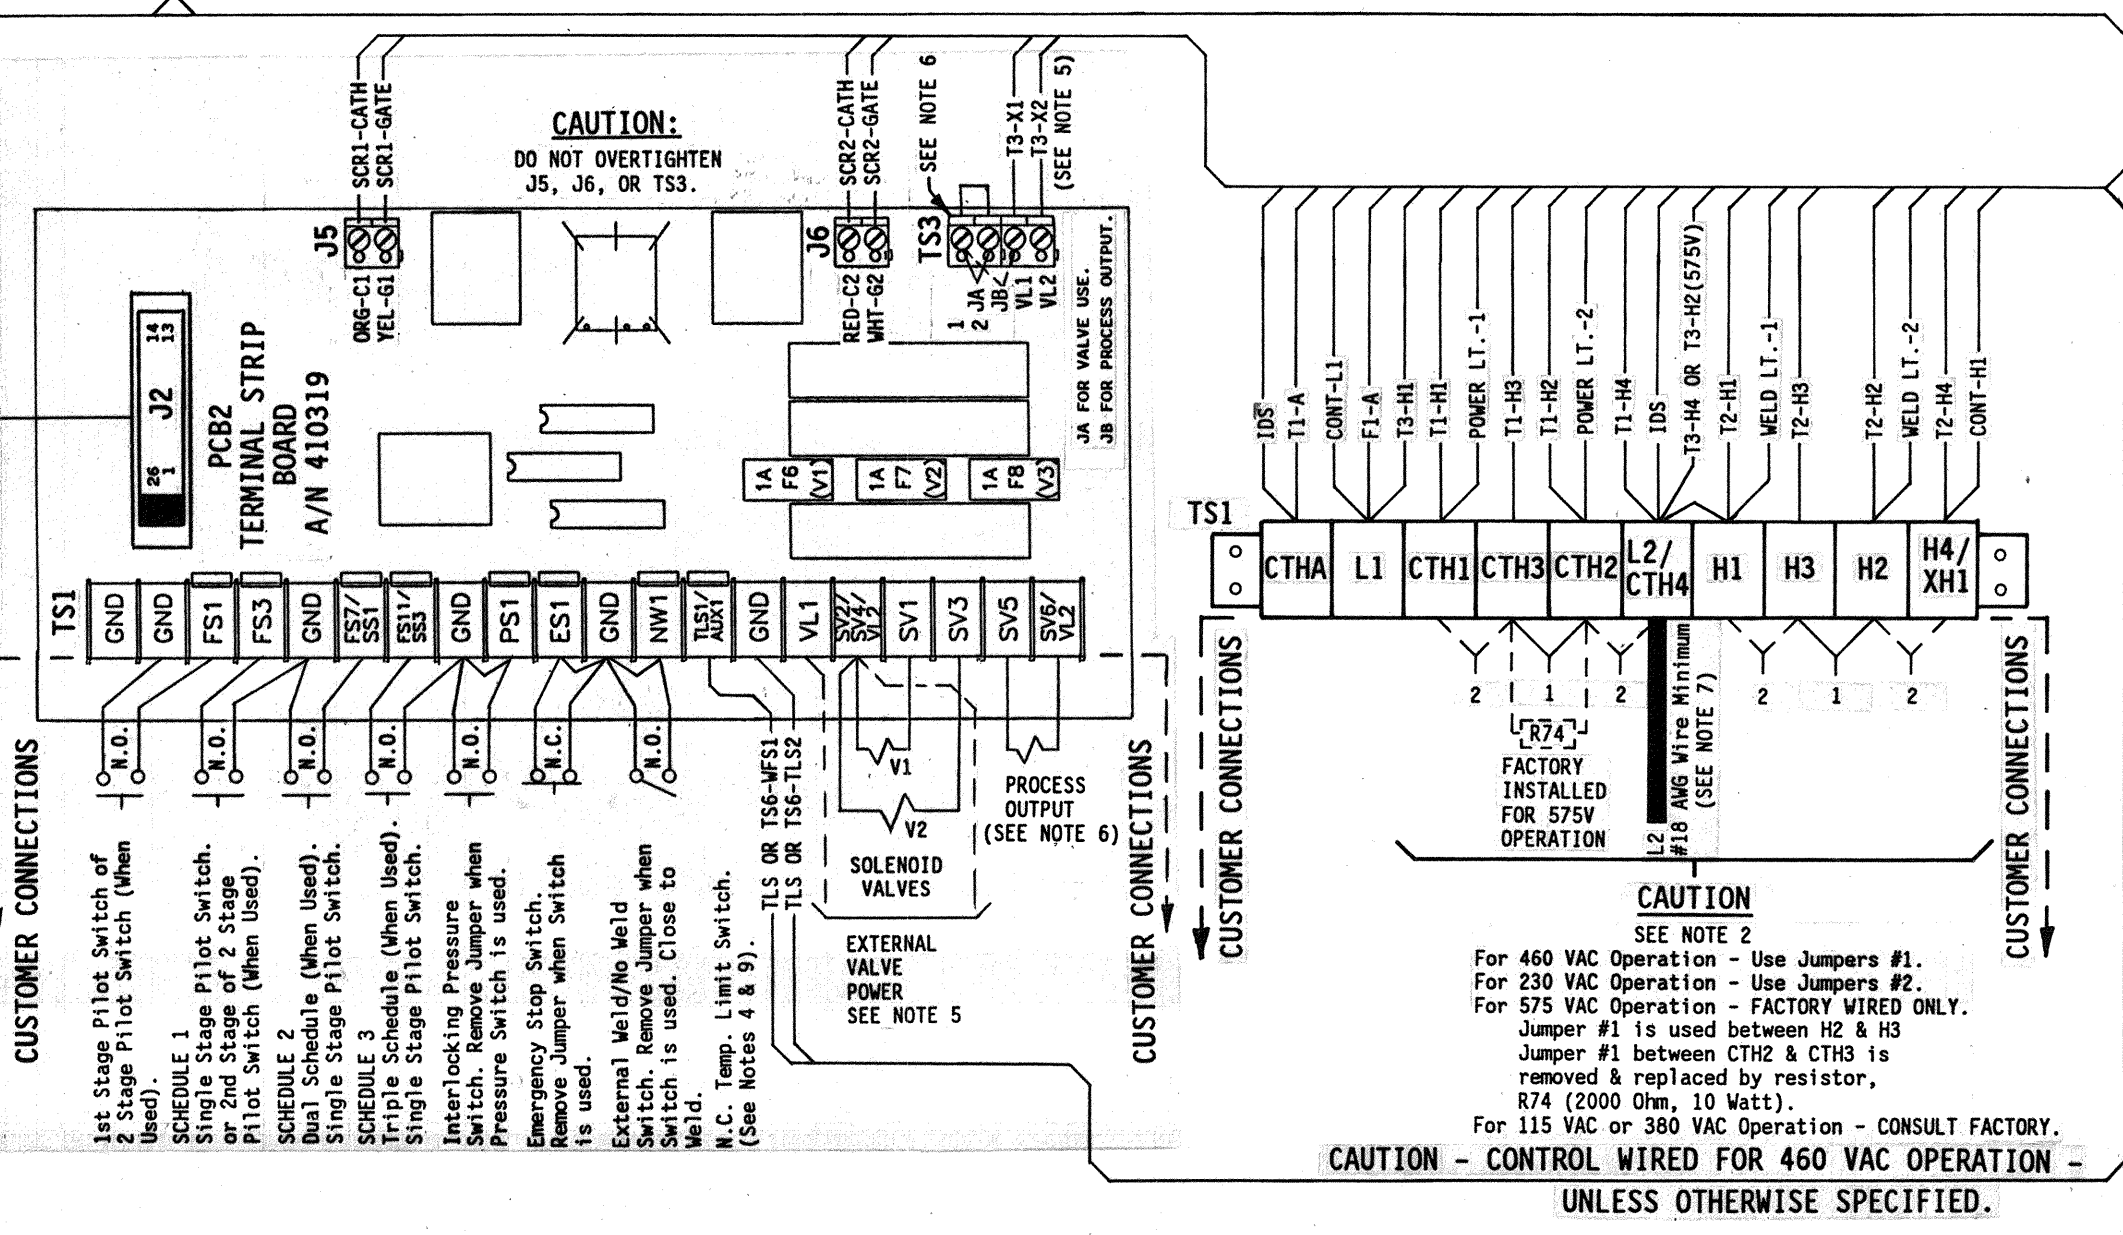 SCR1-CATH
SCR1-GATE
CAUTION:
DO NOT OVERTIGHTEN
J5, J6, OR TS3.
SCR2-CATH
SCR2-GATE
SEE NOTE 6
T3-X1
T3-X2
(SEE NOTE 5)
J5
J6
TS3
ORG-C1
YEL-G1
RED-C2
WHT-G2
1
2
JA
JB
VL1
VL2
JA FOR VALVE USE.
JB FOR PROCESS OUTPUT.
14
13
J2
26
1
PCB2
TERMINAL STRIP
BOARD
A/N 410319
1A
F6
(V1)
1A
F7
(V2)
1A
F8
(V3)
TS1
GND
GND
FS1
FS3
GND
FS7/
SS1
FS11/
SS3
GND
PS1
ES1
GND
NW1
TLS1/
AUX1
GND
VL1
SV2/
SV4/
VL2
SV1
SV3
SV5
SV6/
VL2
N.O.
N.O.
N.O.
N.O.
N.O.
N.C.
N.O.
CUSTOMER CONNECTIONS
1st Stage Pilot Switch of
2 Stage Pilot Switch (When
Used).
SCHEDULE 1
Single Stage Pilot Switch.
or 2nd Stage of 2 Stage
Pilot Switch (When Used).
SCHEDULE 2
Dual Schedule (When Used).
Single Stage Pilot Switch.
SCHEDULE 3
Triple Schedule (When Used).
Single Stage Pilot Switch.
Interlocking Pressure
Switch. Remove Jumper when
Pressure Switch is used.
Emergency Stop Switch.
Remove Jumper when Switch
is used.
External Weld/No Weld
Switch. Remove Jumper when
Switch is used. Close to
Weld.
N.C. Temp. Limit Switch.
(See Notes 4 & 9).
TLS OR TS6-WFS1
TLS OR TS6-TLS2
V1
V2
SOLENOID
VALVES
EXTERNAL
VALVE
POWER
SEE NOTE 5
PROCESS
OUTPUT
(SEE NOTE 6)
CUSTOMER CONNECTIONS
IDS
T1-A
CONT-L1
F1-A
T3-H1
T1-H1
POWER LT.-1
T1-H3
T1-H2
POWER LT.-2
T1-H4
IDS
T3-H4 OR T3-H2(575V)
T2-H1
WELD LT.-1
T2-H3
T2-H2
WELD LT.-2
T2-H4
CONT-H1
TS1
CTHA
L1
CTH1
CTH3
CTH2
L2/
CTH4
H1
H3
H2
H4/
XH1
CUSTOMER CONNECTIONS
2
1
2
2
1
2
R74
FACTORY
INSTALLED
FOR 575V
OPERATION
L2
#18 AWG Wire Minimum
(SEE NOTE 7)
CUSTOMER CONNECTIONS
CAUTION
SEE NOTE 2
For 460 VAC Operation - Use Jumpers #1.
For 230 VAC Operation - Use Jumpers #2.
For 575 VAC Operation - FACTORY WIRED ONLY.
Jumper #1 is used between H2 & H3
Jumper #1 between CTH2 & CTH3 is
removed & replaced by resistor,
R74 (2000 Ohm, 10 Watt).
For 115 VAC or 380 VAC Operation - CONSULT FACTORY.
CAUTION - CONTROL WIRED FOR 460 VAC OPERATION -
UNLESS OTHERWISE SPECIFIED.